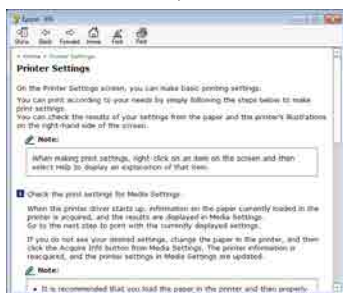 Show Back Forward Home Font Print
Home > Printer Settings
Printer Settings
On the Printer Settings screen, you can make basic printing settings.
You can print according to your needs by simply following the steps below to make
print settings.
You can check the results of your settings from the paper and the printer's illustrations
on the right-hand side of the screen.
Note:
When making print settings, right-click on an item on the screen and then
select Help to display an explanation of that item.
1 Check the print settings for Media Settings
When the printer driver starts up, information on the paper currently loaded in the
printer is acquired, and the results are displayed in Media Settings.
Go to the next step to print with the currently displayed settings.
If you do not see your desired settings, change the paper in the printer, and then
click the Acquire Info button from Media Settings. The printer information is
reacquired, and the printer settings in Media Settings are updated.
Note:
• It is recommended that you load the paper in the printer and then properly